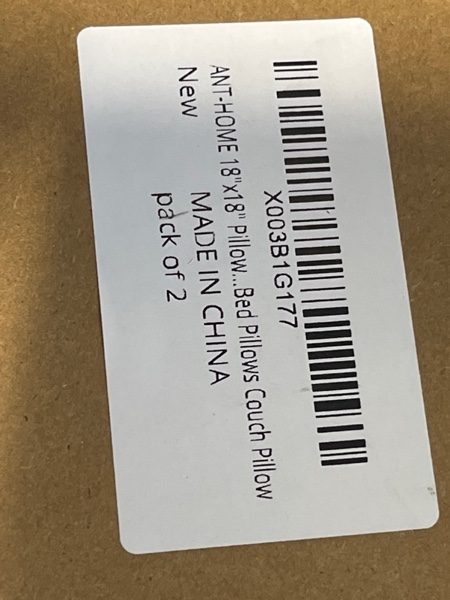 X003B1G177
ANT-HOME 18"x18" Pillow...Bed Pillows Couch Pillow
New
MADE IN CHINA
pack of 2